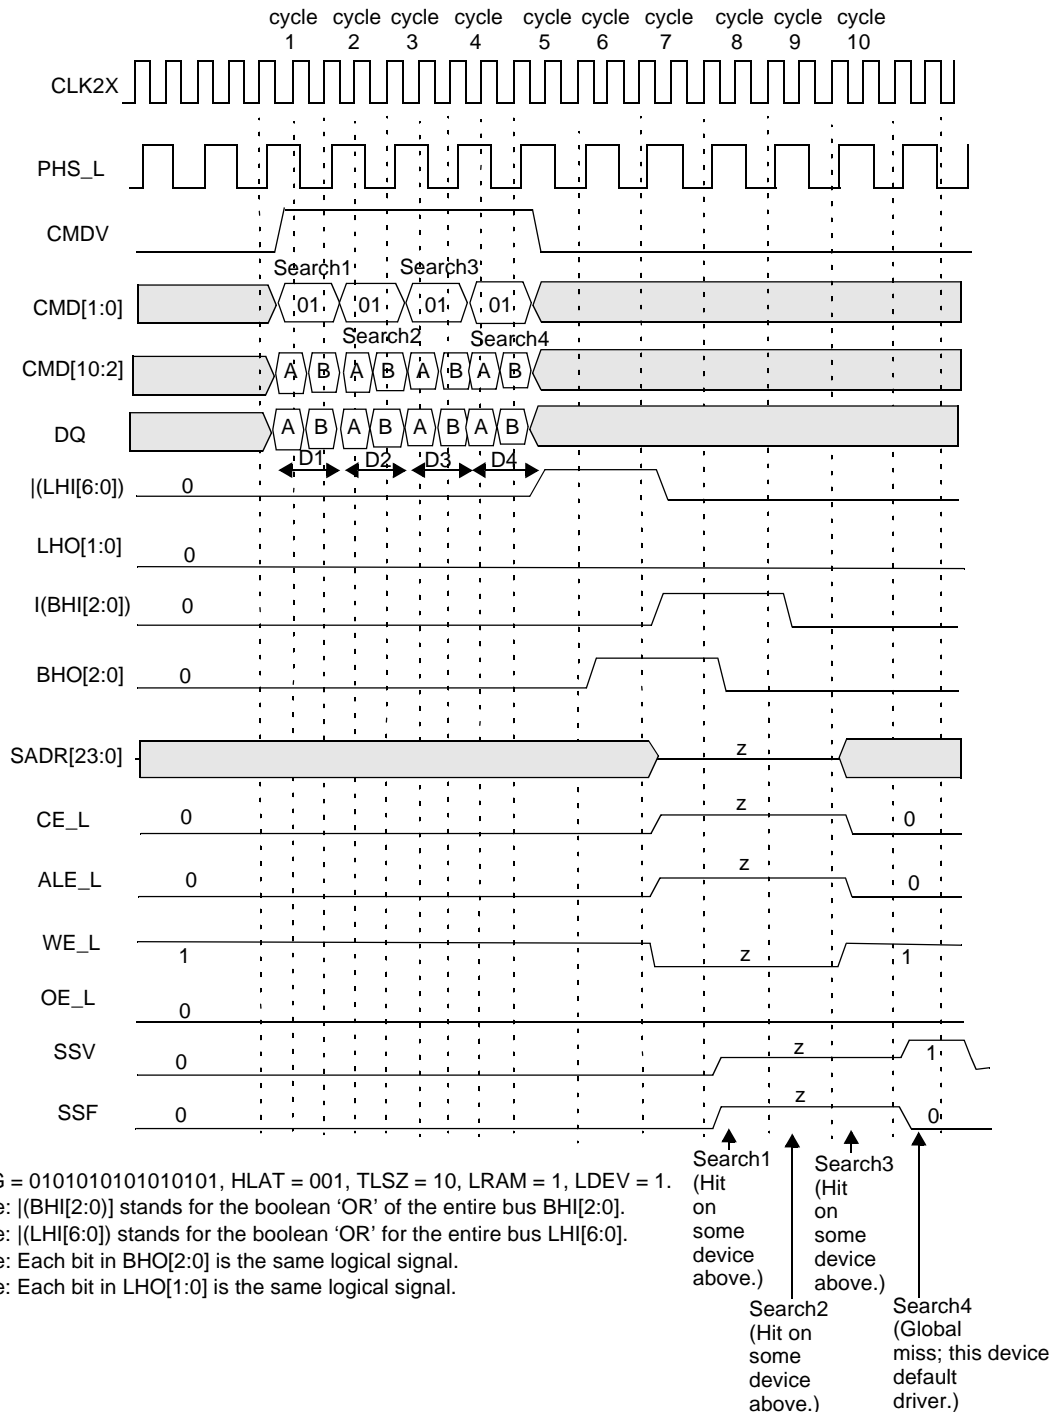 cycle cycle cycle cycle cycle cycle cycle cycle cycle cycle
1 2 3 4 5 6 7 8 9 10
CLK2X
PHS_L
CMDV
Search1 Search3
CMD[1:0] 01 01 01 01
Search2 Search4
CMD[10:2] A B A B A B A B
DQ A B A B A B A B
D1 D2 D3 D4
|(LHI[6:0]) 0
LHO[1:0] 0
I(BHI[2:0]) 0
BHO[2:0] 0
SADR[23:0] z
CE_L 0 z 0
ALE_L 0 z 0
WE_L 1 z 1
OE_L 0
SSV 0 z 1
SSF 0 z 0
Search1
(Hit
on
some
device
above.)
Search3
(Hit
on
some
device
above.)
G = 0101010101010101, HLAT = 001, TLSZ = 10, LRAM = 1, LDEV = 1.
e: |(BHI[2:0)] stands for the boolean ‘OR’ of the entire bus BHI[2:0].
e: |(LHI[6:0]) stands for the boolean ‘OR’ for the entire bus LHI[6:0].
e: Each bit in BHO[2:0] is the same logical signal.
e: Each bit in LHO[1:0] is the same logical signal.
Search2
(Hit on
some
device
above.)
Search4
(Global
miss; this device
default
driver.)